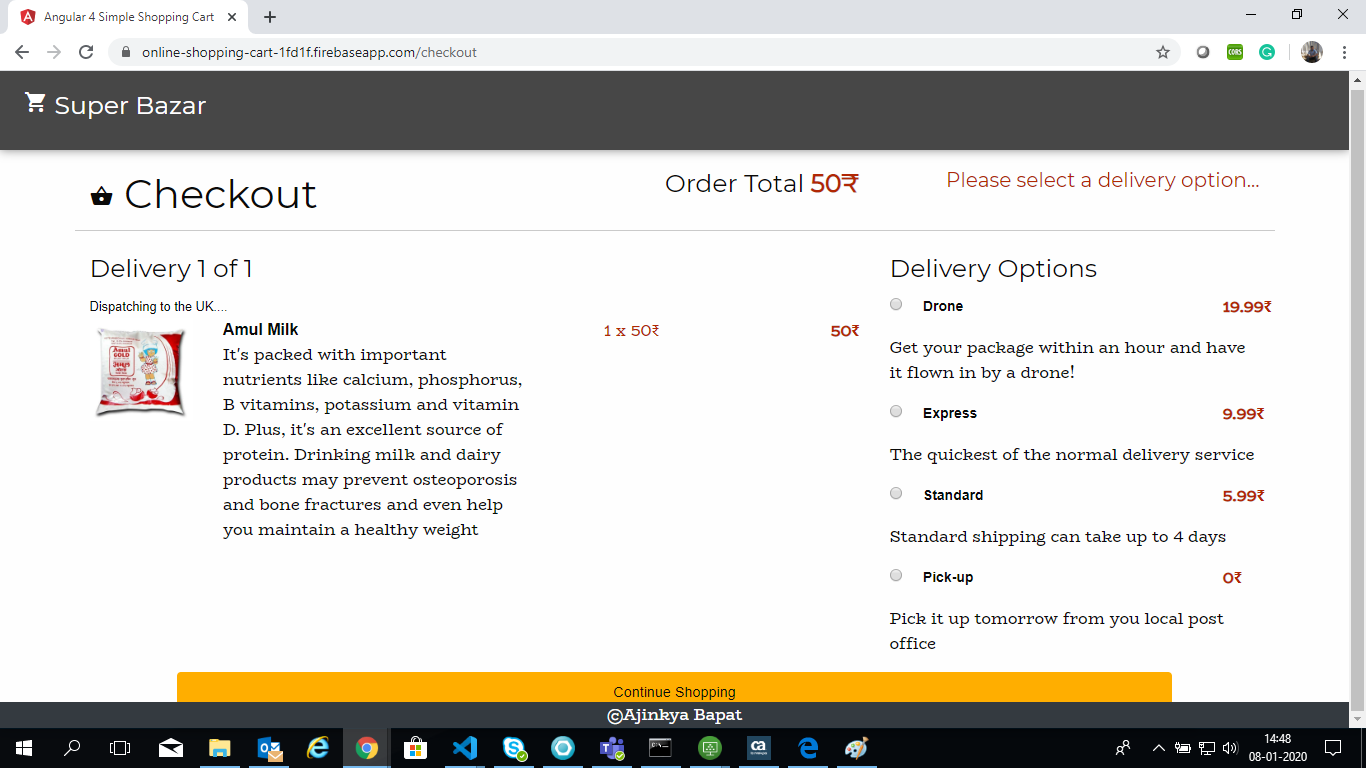 Angular 4 Simple Shopping Cart
online-shopping-cart-1fd1f.firebaseapp.com/checkout
CORS
Super Bazar
Checkout
Order Total 50₹
Please select a delivery option...
Delivery 1 of 1
Dispatching to the UK....
Amul Milk
1 x 50₹
50₹
It's packed with important
nutrients like calcium, phosphorus,
B vitamins, potassium and vitamin
D. Plus, it's an excellent source of
protein. Drinking milk and dairy
products may prevent osteoporosis
and bone fractures and even help
you maintain a healthy weight
Amul
GOLD
Delivery Options
Drone
19.99₹
Get your package within an hour and have
it flown in by a drone!
Express
9.99₹
The quickest of the normal delivery service
Standard
5.99₹
Standard shipping can take up to 4 days
Pick-up
0₹
Pick it up tomorrow from you local post
office
Continue Shopping
©Ajinkya Bapat
14:48
08-01-2020